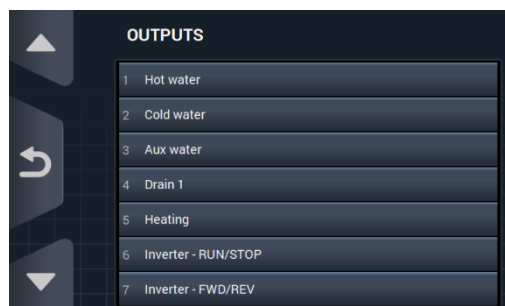 OUTPUTS
1 Hot water
2 Cold water
3 Aux water
4 Drain 1
5 Heating
6 Inverter - RUN/STOP
7 Inverter - FWD/REV